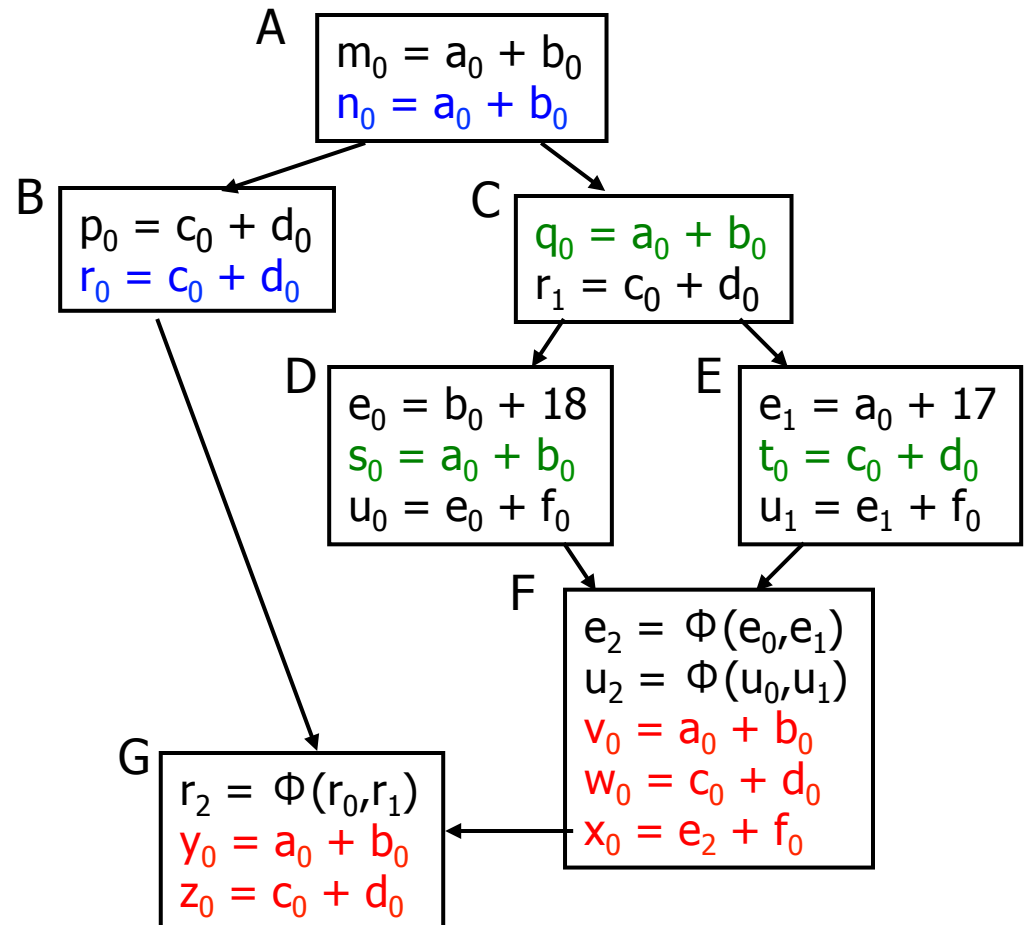 A
m₀ = a₀ + b₀
n₀ = a₀ + b₀
B
p₀ = c₀ + d₀
r₀ = c₀ + d₀
C
q₀ = a₀ + b₀
r₁ = c₀ + d₀
D
e₀ = b₀ + 18
s₀ = a₀ + b₀
u₀ = e₀ + f₀
E
e₁ = a₀ + 17
t₀ = c₀ + d₀
u₁ = e₁ + f₀
F
e₂ = Φ(e₀,e₁)
u₂ = Φ(u₀,u₁)
v₀ = a₀ + b₀
w₀ = c₀ + d₀
x₀ = e₂ + f₀
G
r₂ = Φ(r₀,r₁)
y₀ = a₀ + b₀
z₀ = c₀ + d₀